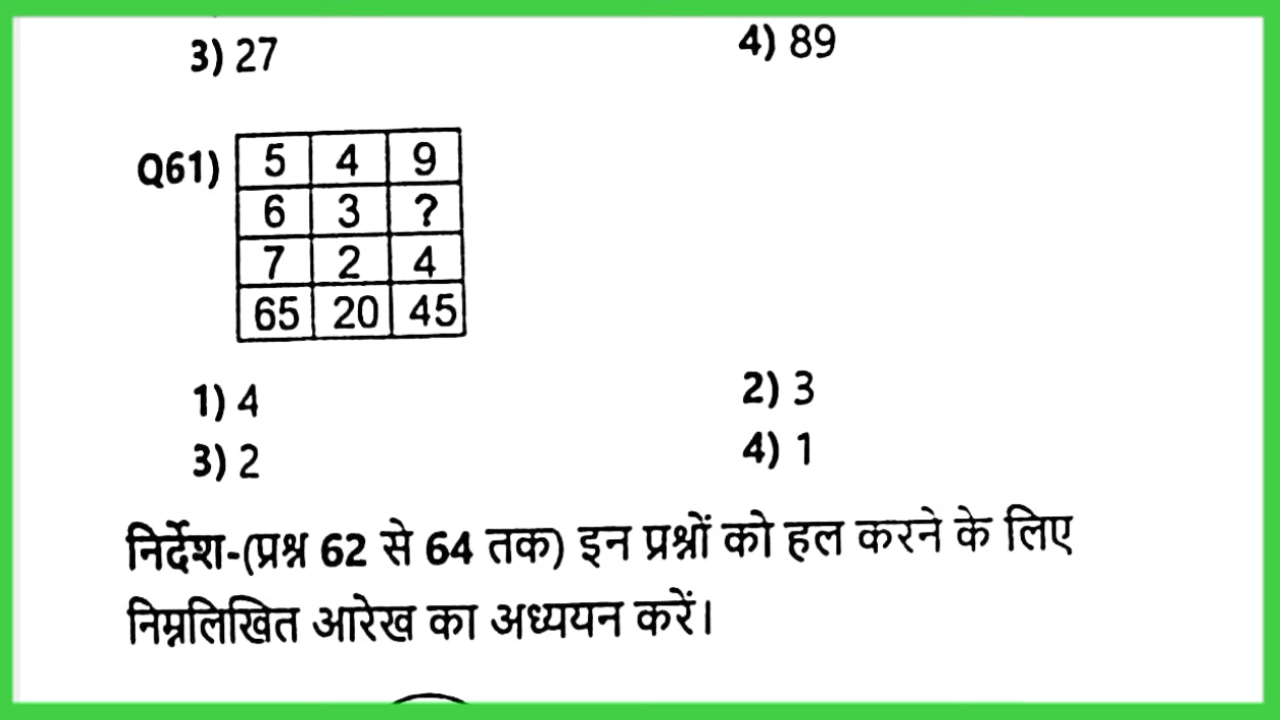 3) 27 4) 89
Q61) 5 4 9
6 3 ?
7 2 4
65 20 45
1) 4 2) 3
3) 2 4) 1
निर्देश-(प्रश्न 62 से 64 तक) इन प्रश्नों को हल करने के लिए
निम्नलिखित आरेख का अध्ययन करें।